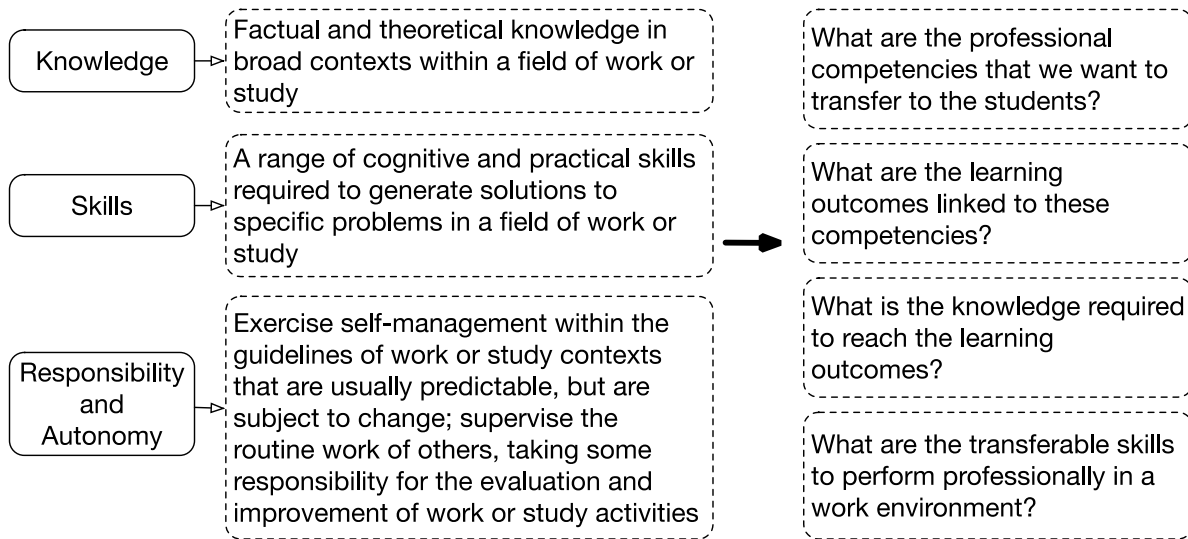 Knowledge
Factual and theoretical knowledge in
broad contexts within a field of work or
study
Skills
A range of cognitive and practical skills
required to generate solutions to
specific problems in a field of work or
study
Responsibility
and
Autonomy
Exercise self-management within the
guidelines of work or study contexts
that are usually predictable, but are
subject to change; supervise the
routine work of others, taking some
responsibility for the evaluation and
improvement of work or study activities
What are the professional
competencies that we want to
transfer to the students?
What are the learning
outcomes linked to these
competencies?
What is the knowledge required
to reach the learning
outcomes?
What are the transferable skills
to perform professionally in a
work environment?